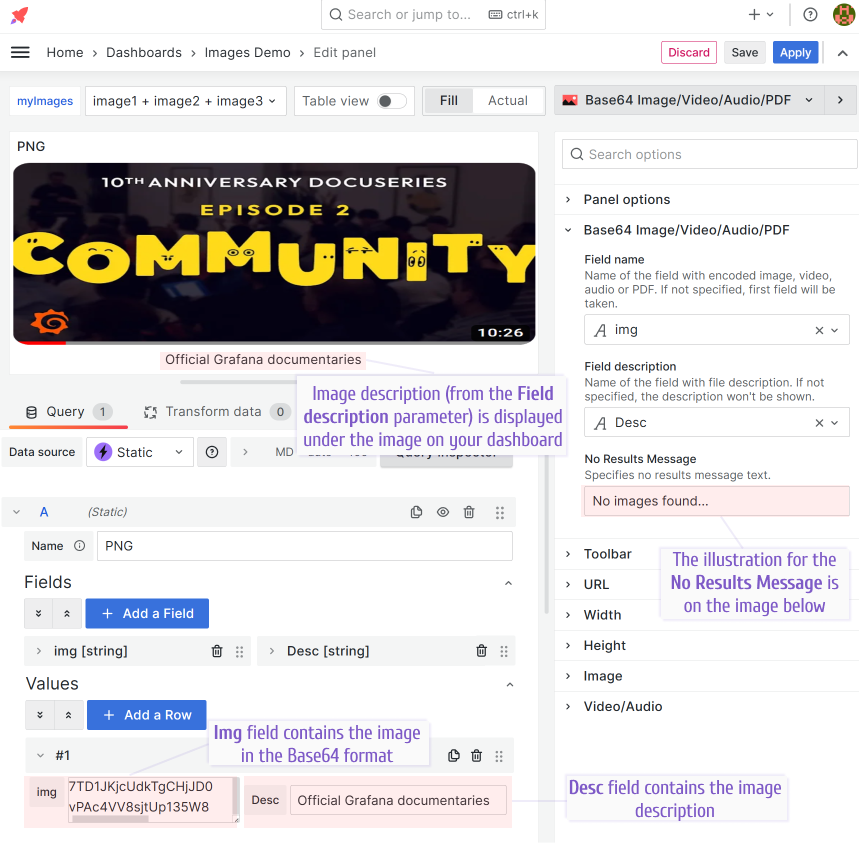 Search or jump to...
ctrl+k
Home > Dashboards > Images Demo > Edit panel
Discard
Save
Apply
myImages
image1 + image2 + image3
Table view
Fill
Actual
Base64 Image/Video/Audio/PDF
PNG
10TH ANNIVERSARY DOCUSERIES
EPISODE 2
COMMUNITY
10:26
Official Grafana documentaries
Image description (from the Field
description parameter) is displayed
under the image on your dashboard
Query 1
Transform data 0
Data source
Static
MD
Query inspector
A (Static)
Name
PNG
Fields
+ Add a Field
img [string]
Desc [string]
Values
+ Add a Row
Img field contains the image
in the Base64 format
#1
img
7TD1JKjcUdkTgCHjJD0
vPAc4VV8sjtUp135W8
Desc
Official Grafana documentaries
Desc field contains the image
description
Search options
Panel options
Base64 Image/Video/Audio/PDF
Field name
Name of the field with encoded image, video,
audio or PDF. If not specified, first field will be
taken.
img
Field description
Name of the field with file description. If not
specified, the description won't be shown.
Desc
No Results Message
Specifies no results message text.
No images found...
The illustration for the
No Results Message is
on the image below
Toolbar
URL
Width
Height
Image
Video/Audio